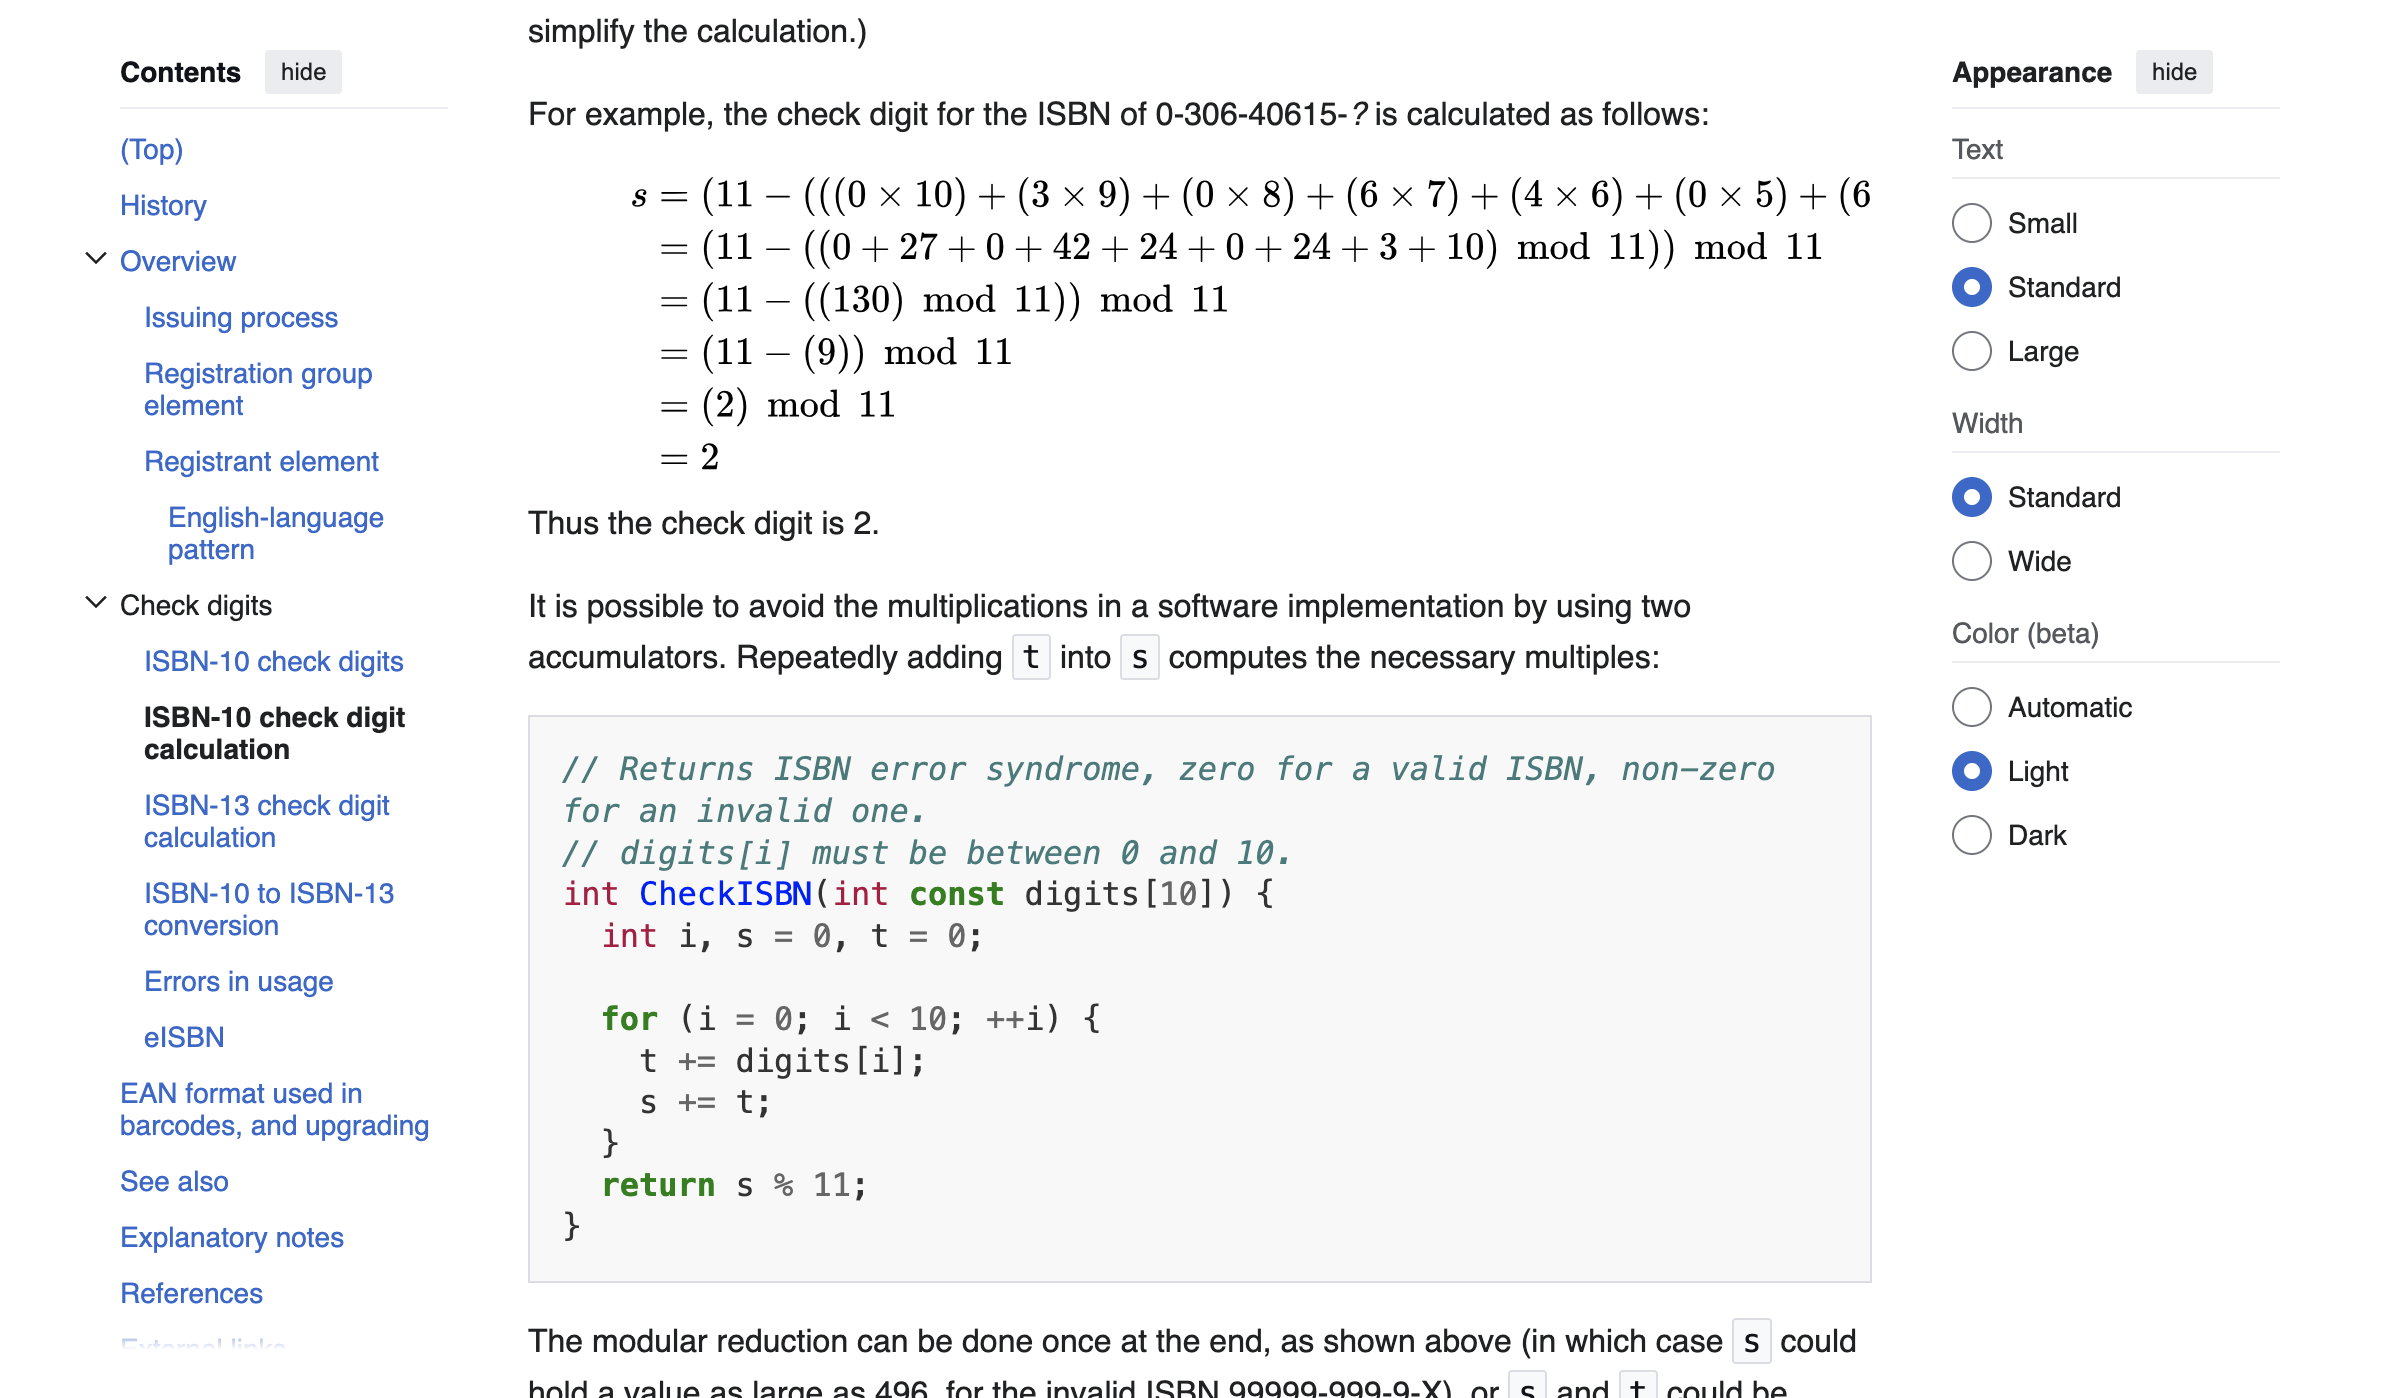 Contents hide
(Top)
History
Overview
Issuing process
Registration group
element
Registrant element
English-language
pattern
Check digits
ISBN-10 check digits
ISBN-10 check digit
calculation
ISBN-13 check digit
calculation
ISBN-10 to ISBN-13
conversion
Errors in usage
eISBN
EAN format used in
barcodes, and upgrading
See also
Explanatory notes
References
External links
simplify the calculation.)
For example, the check digit for the ISBN of 0-306-40615-? is calculated as follows:
s = (11 − (((0 × 10) + (3 × 9) + (0 × 8) + (6 × 7) + (4 × 6) + (0 × 5) + (6
= (11 − ((0 + 27 + 0 + 42 + 24 + 0 + 24 + 3 + 10) mod 11)) mod 11
= (11 − ((130) mod 11)) mod 11
= (11 − (9)) mod 11
= (2) mod 11
= 2
Thus the check digit is 2.
It is possible to avoid the multiplications in a software implementation by using two
accumulators. Repeatedly adding t into s computes the necessary multiples:
// Returns ISBN error syndrome, zero for a valid ISBN, non-zero
for an invalid one.
// digits[i] must be between 0 and 10.
int CheckISBN(int const digits[10]) {
  int i, s = 0, t = 0;
  for (i = 0; i < 10; ++i) {
    t += digits[i];
    s += t;
  }
  return s % 11;
}
The modular reduction can be done once at the end, as shown above (in which case s could
hold a value as large as 496, for the invalid ISBN 99999-999-9-X), or s and t could be
Appearance hide
Text
Small
Standard
Large
Width
Standard
Wide
Color (beta)
Automatic
Light
Dark